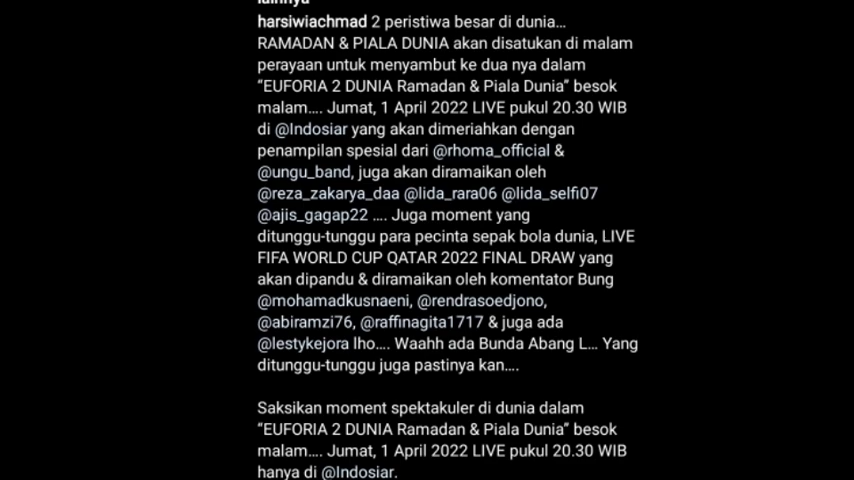 lainnya
harsiwiachmad 2 peristiwa besar di dunia…
RAMADAN & PIALA DUNIA akan disatukan di malam
perayaan untuk menyambut ke dua nya dalam
“EUFORIA 2 DUNIA Ramadan & Piala Dunia” besok
malam…. Jumat, 1 April 2022 LIVE pukul 20.30 WIB
di @Indosiar yang akan dimeriahkan dengan
penampilan spesial dari @rhoma_official &
@ungu_band, juga akan diramaikan oleh
@reza_zakarya_daa @lida_rara06 @lida_selfi07
@ajis_gagap22 …. Juga moment yang
ditunggu-tunggu para pecinta sepak bola dunia, LIVE
FIFA WORLD CUP QATAR 2022 FINAL DRAW yang
akan dipandu & diramaikan oleh komentator Bung
@mohamadkusnaeni, @rendrasoedjono,
@abiramzi76, @raffinagita1717 & juga ada
@lestykejora lho…. Waahh ada Bunda Abang L… Yang
ditunggu-tunggu juga pastinya kan….
Saksikan moment spektakuler di dunia dalam
“EUFORIA 2 DUNIA Ramadan & Piala Dunia” besok
malam…. Jumat, 1 April 2022 LIVE pukul 20.30 WIB
hanya di @Indosiar.